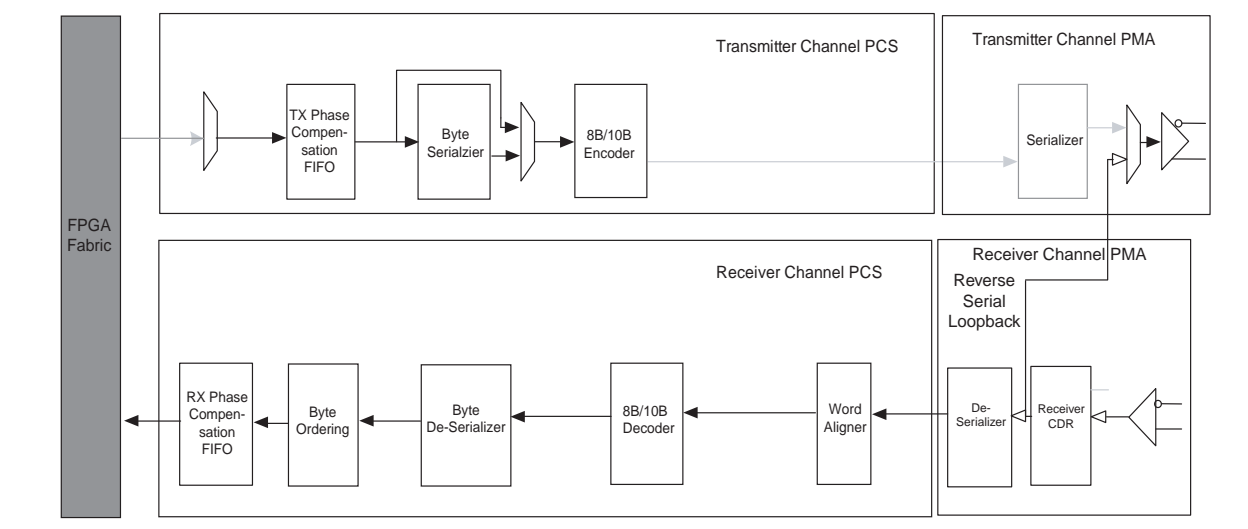 Transmitter Channel PCS
Transmitter Channel PMA
TX Phase
Compen-
sation
FIFO
Byte
Serialzier
8B/10B
Encoder
Serializer
FPGA
Fabric
Receiver Channel PCS
Receiver Channel PMA
Reverse
Serial
Loopback
RX Phase
Compen-
sation
FIFO
Byte
Ordering
Byte
De-Serializer
8B/10B
Decoder
Word
Aligner
De-
Serializer
Receiver
CDR